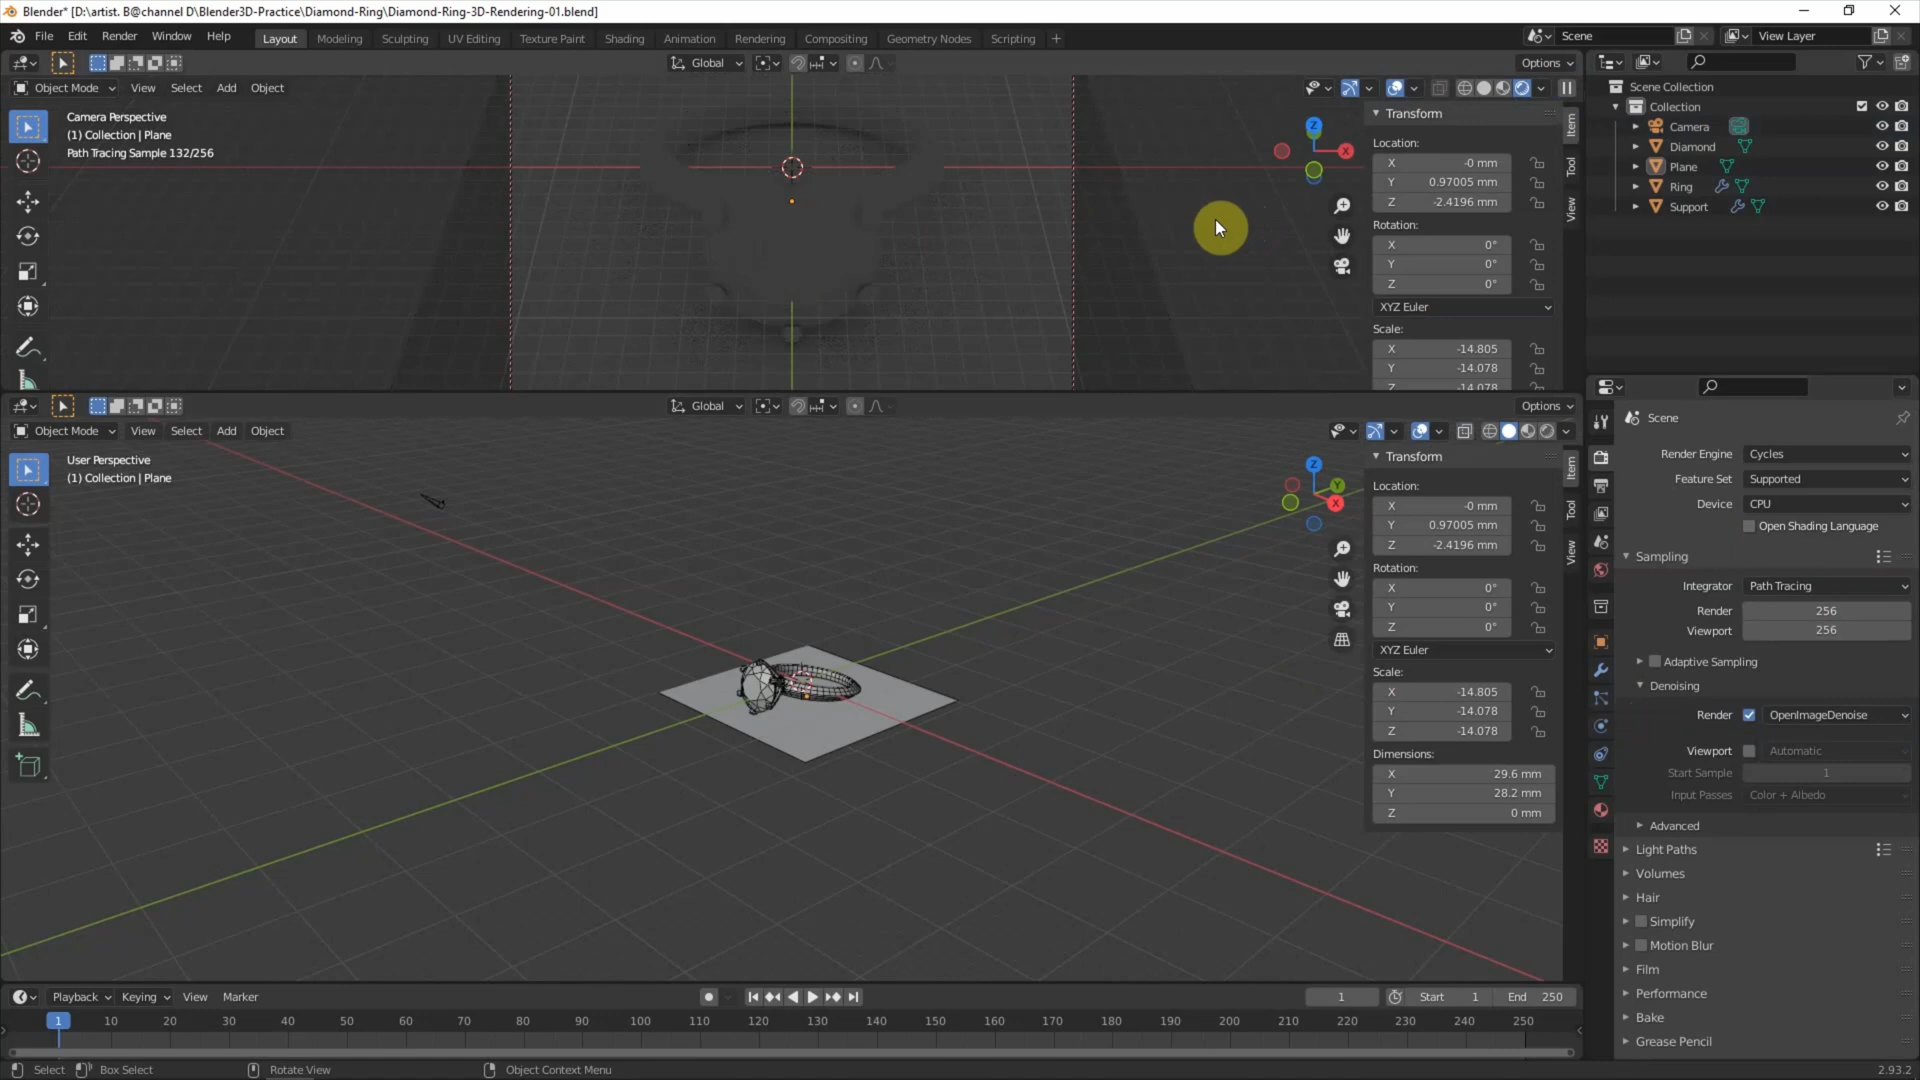 Blender* [D:\artist. B@channel D\Blender3D-Practice\Diamond-Ring\Diamond-Ring-3D-Rendering-01.blend]
File Edit Render Window Help Layout Modeling Sculpting UV Editing Texture Paint Shading Animation Rendering Compositing Geometry Nodes Scripting + Scene View Layer
Global Options
Object Mode View Select Add Object
Camera Perspective
(1) Collection | Plane
Path Tracing Sample 132/256
Z
X
Transform
Location:
X -0 mm
Y 0.97005 mm
Z -2.4196 mm
Rotation:
X 0°
Y 0°
Z 0°
XYZ Euler
Scale:
X -14.805
Y -14.078
Z -14.078
Item
Tool
View
Scene Collection
Collection
Camera
Diamond
Plane
Ring
Support
Global Options
Object Mode View Select Add Object
User Perspective
(1) Collection | Plane
Z
Y
X
Transform
Location:
X -0 mm
Y 0.97005 mm
Z -2.4196 mm
Rotation:
X 0°
Y 0°
Z 0°
XYZ Euler
Scale:
X -14.805
Y -14.078
Z -14.078
Dimensions:
X 29.6 mm
Y 28.2 mm
Z 0 mm
Item
Tool
View
Scene
Render Engine Cycles
Feature Set Supported
Device CPU
Open Shading Language
Sampling
Integrator Path Tracing
Render 256
Viewport 256
Adaptive Sampling
Denoising
Render OpenImageDenoise
Viewport Automatic
Start Sample 1
Input Passes Color + Albedo
Advanced
Light Paths
Volumes
Hair
Simplify
Motion Blur
Film
Performance
Bake
Grease Pencil
Playback Keying View Marker 1 Start 1 End 250
1 10 20 30 40 50 60 70 80 90 100 110 120 130 140 150 160 170 180 190 200 210 220 230 240 250
Select Box Select Rotate View Object Context Menu 2.93.2